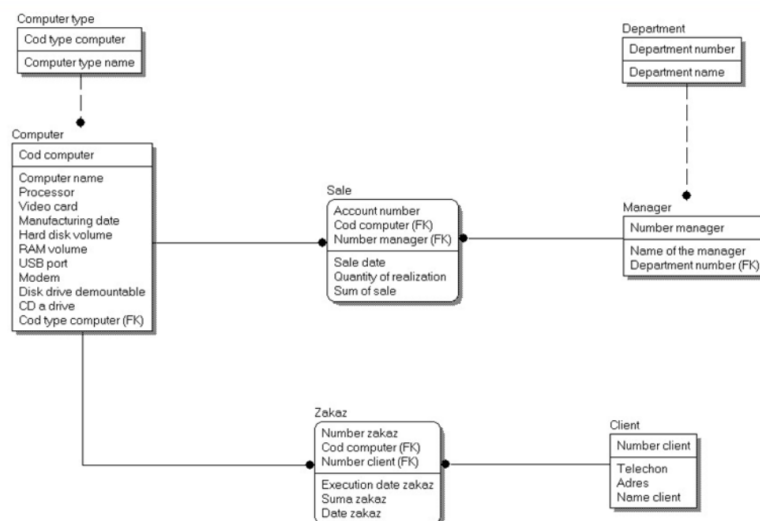 Computer type
Cod type computer
Computer type name
Department
Department number
Department name
Computer
Cod computer
Computer name
Processor
Video card
Manufacturing date
Hard disk volume
RAM volume
USB port
Modem
Disk drive demountable
CD a drive
Cod type computer (FK)
Sale
Account number
Cod computer (FK)
Number manager (FK)
Sale date
Quantity of realization
Sum of sale
Manager
Number manager
Name of the manager
Department number (FK)
Zakaz
Number zakaz
Cod computer (FK)
Number client (FK)
Execution date zakaz
Suma zakaz
Date zakaz
Client
Number client
Telechon
Adres
Name client